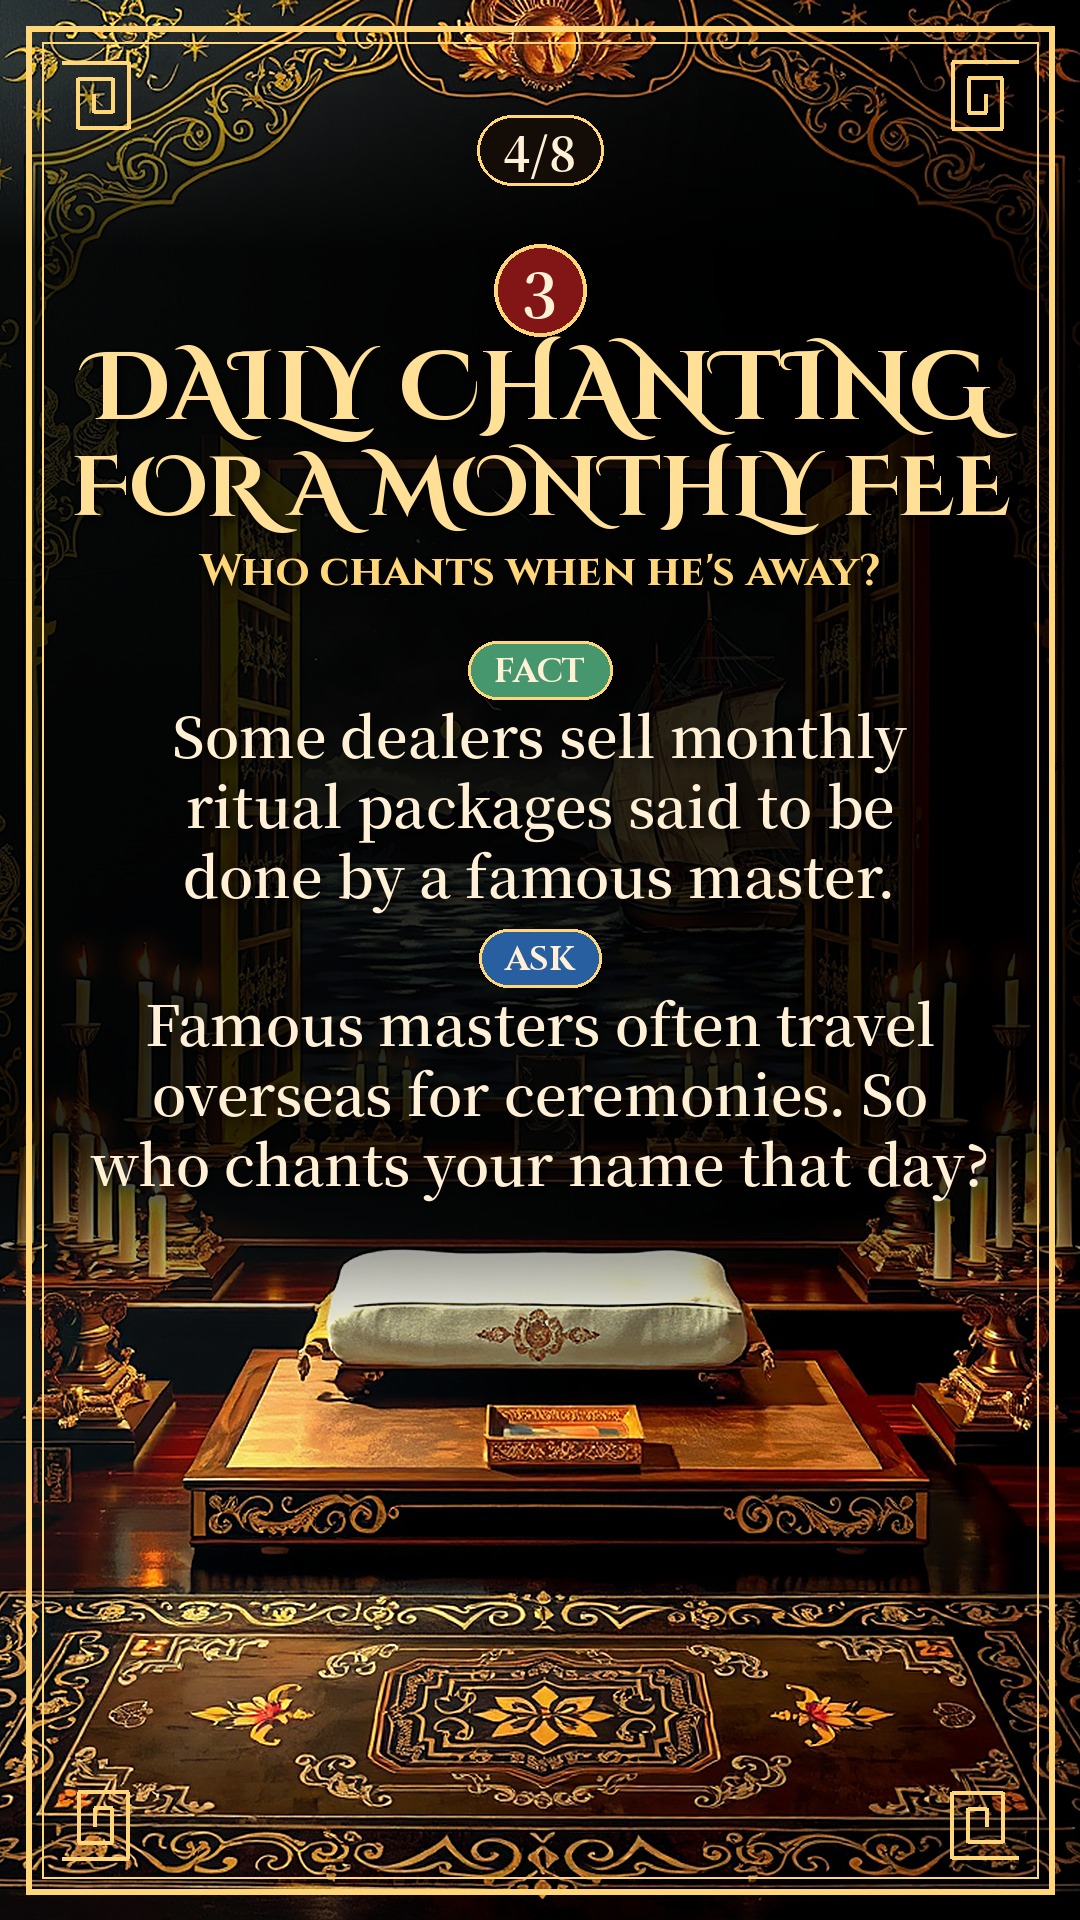 4/8
3
DAILY CHANTING
FOR A MONTHLY FEE
WHO CHANTS WHEN HE'S AWAY?
FACT
Some dealers sell monthly
ritual packages said to be
done by a famous master.
ASK
Famous masters often travel
overseas for ceremonies. So
who chants your name that day?